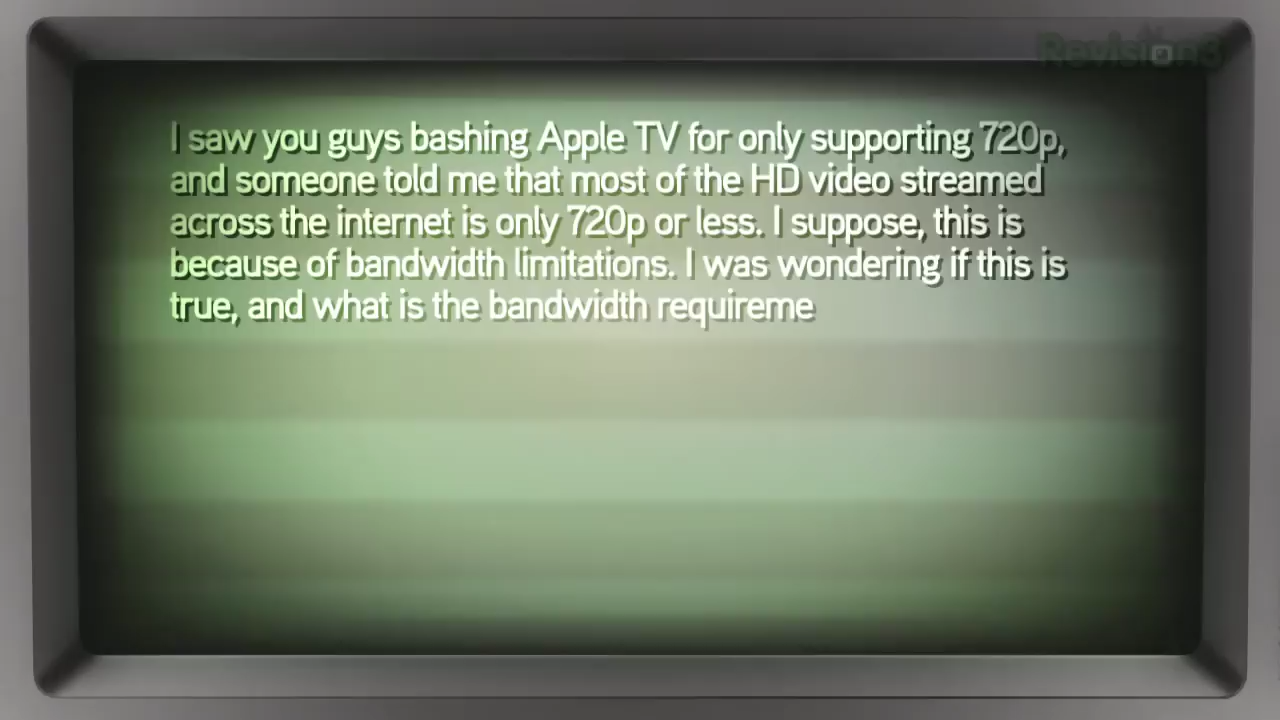 Revision3
I saw you guys bashing Apple TV for only supporting 720p,
and someone told me that most of the HD video streamed
across the internet is only 720p or less. I suppose, this is
because of bandwidth limitations. I was wondering if this is
true, and what is the bandwidth requireme